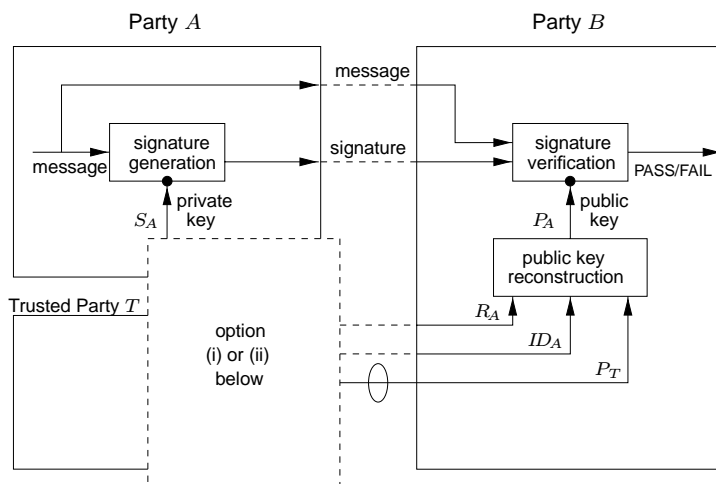 Party A
Party B
message
signature
generation
message
signature
signature
verification
PASS/FAIL
private
key
S_A
public
key
P_A
public key
reconstruction
Trusted Party T
option
(i) or (ii)
below
R_A
ID_A
P_T